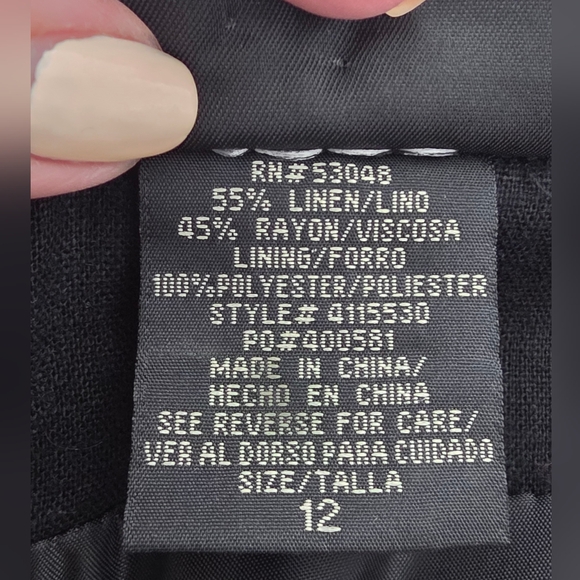 RN#53048
55% LINEN/LINO
45% RAYON/VISCOSA
LINING/FORRO
100%POLYESTER/POLIESTER
STYLE# 4115530
PO#400581
MADE IN CHINA/
HECHO EN CHINA
SEE REVERSE FOR CARE/
VER AL DORSO PARA CUIDADO
SIZE/TALLA
12